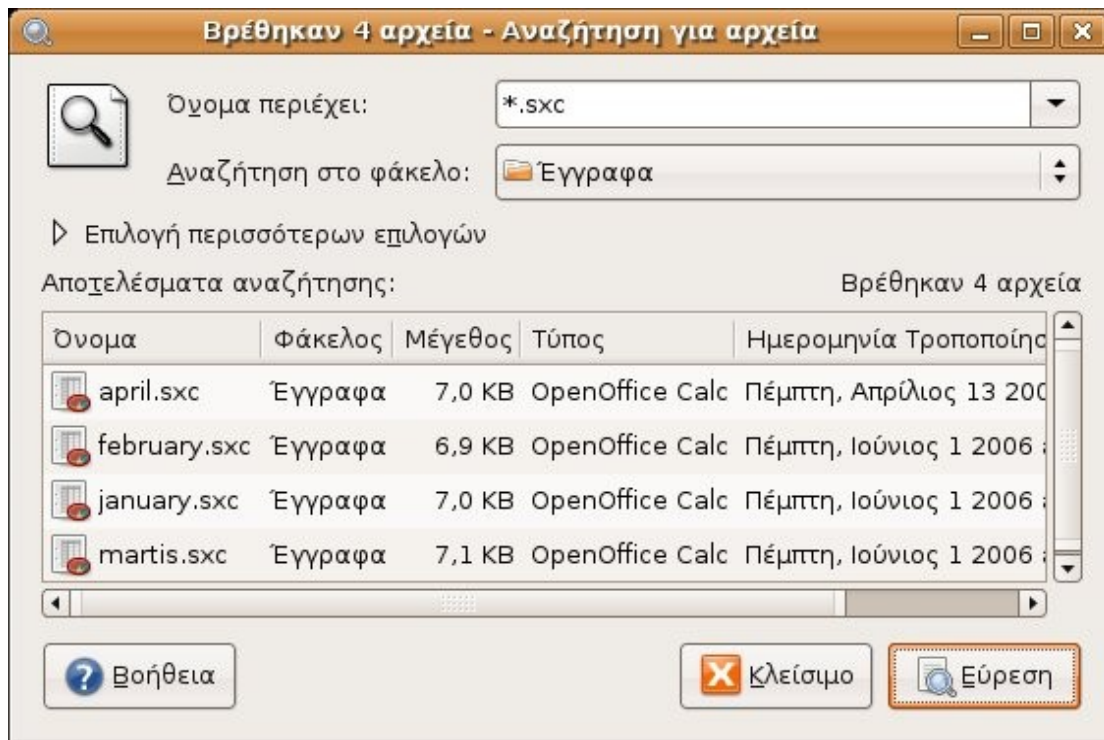 Βρέθηκαν 4 αρχεία - Αναζήτηση για αρχεία
Όνομα περιέχει: *.sxc
Αναζήτηση στο φάκελο: Έγγραφα
Επιλογή περισσότερων επιλογών
Αποτελέσματα αναζήτησης: Βρέθηκαν 4 αρχεία
Όνομα Φάκελος Μέγεθος Τύπος Ημερομηνία Τροποποίησ
april.sxc Έγγραφα 7,0 KB OpenOffice Calc Πέμπτη, Απρίλιος 13 200
february.sxc Έγγραφα 6,9 KB OpenOffice Calc Πέμπτη, Ιούνιος 1 2006
january.sxc Έγγραφα 7,0 KB OpenOffice Calc Πέμπτη, Ιούνιος 1 2006
martis.sxc Έγγραφα 7,1 KB OpenOffice Calc Πέμπτη, Ιούνιος 1 2006
Βοήθεια Κλείσιμο Εύρεση